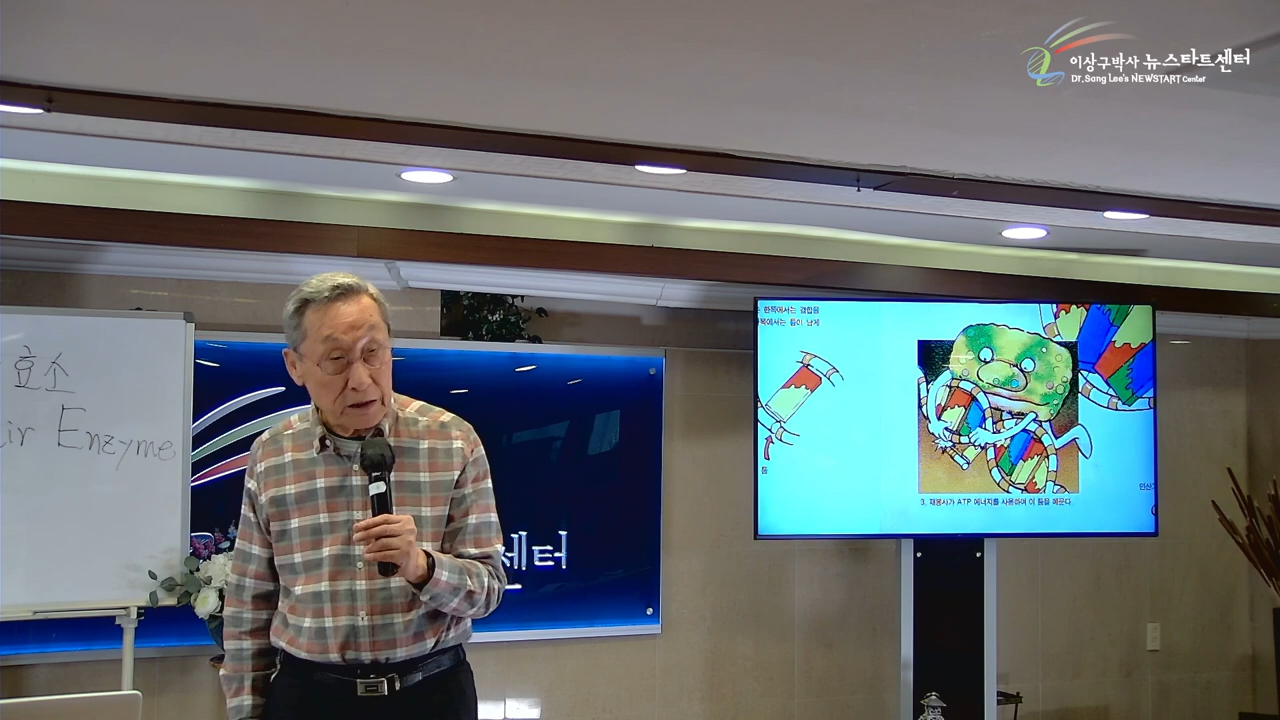 이상구박사 뉴스타트센터
Dr. Sang Lee's NEWSTART Center
효소
Enzyme
센터
한쪽에서는 결합됨
쪽에서는 틈이 남게
틈
3. 재봉사가 ATP 에너지를 사용하여 이 틈을 메꾼다.